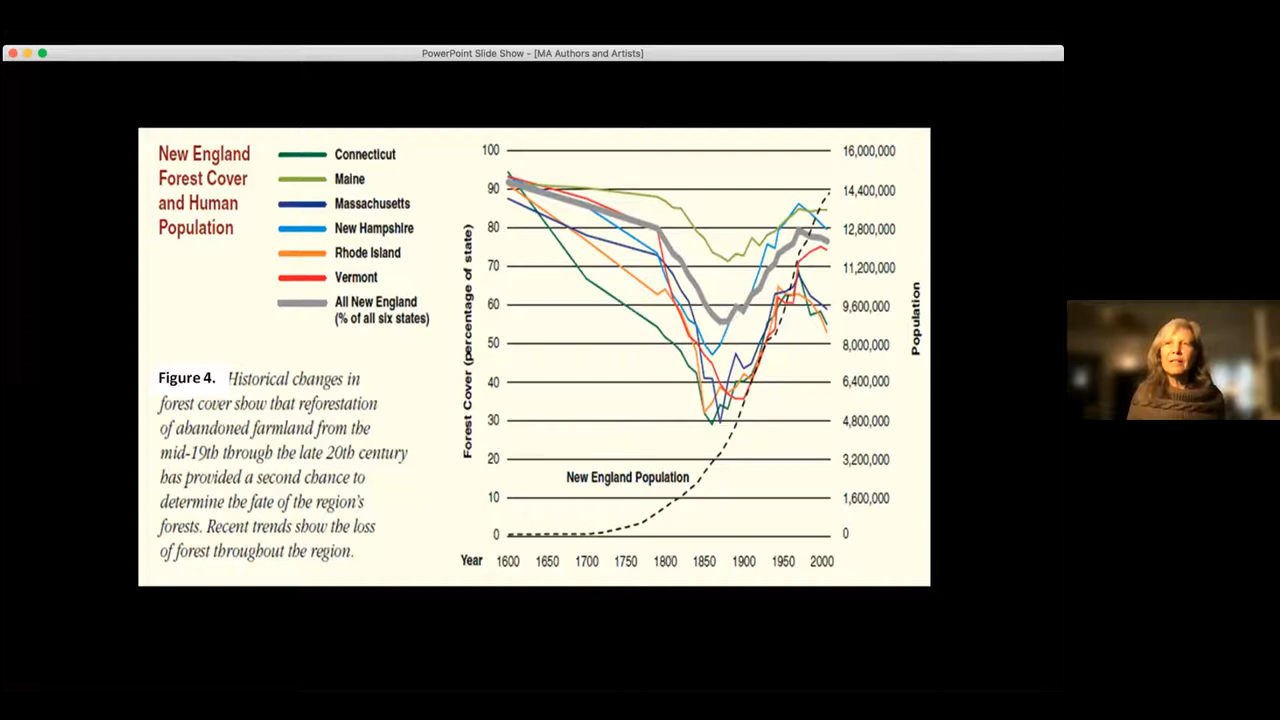 PowerPoint Slide Show – [MA Authors and Artists]
New England
Forest Cover
and Human
Population
Connecticut
Maine
Massachusetts
New Hampshire
Rhode Island
Vermont
All New England
(% of all six states)
Figure 4. Historical changes in
forest cover show that reforestation
of abandoned farmland from the
mid-19th through the late 20th century
has provided a second chance to
determine the fate of the region's
forests. Recent trends show the loss
of forest throughout the region.
Forest Cover (percentage of state)
100
90
80
70
60
50
40
30
20
10
0
New England Population
16,000,000
14,400,000
12,800,000
11,200,000
9,600,000
8,000,000
6,400,000
4,800,000
3,200,000
1,600,000
0
Population
Year 1600 1650 1700 1750 1800 1850 1900 1950 2000